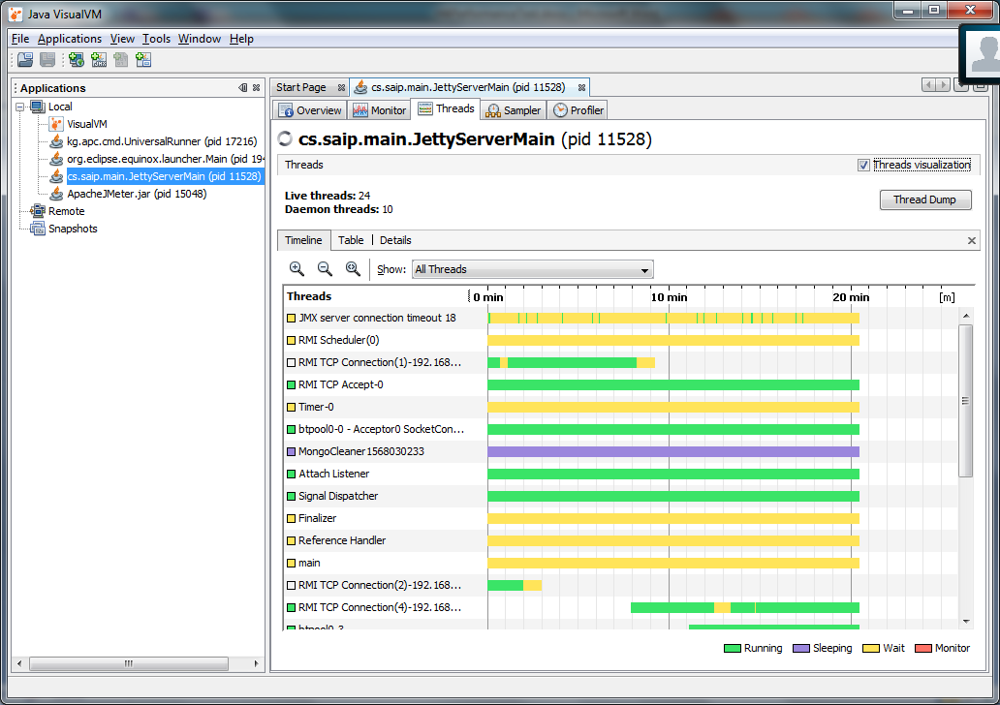 Java VisualVM
File Applications View Tools Window Help
Applications
Local
VisualVM
kg.apc.cmd.UniversalRunner (pid 17216)
org.eclipse.equinox.launcher.Main (pid 194
cs.saip.main.JettyServerMain (pid 11528)
ApacheJMeter.jar (pid 15048)
Remote
Snapshots
Start Page cs.saip.main.JettyServerMain (pid 11528)
Overview Monitor Threads Sampler Profiler
cs.saip.main.JettyServerMain (pid 11528)
Threads Threads visualization
Live threads: 24
Daemon threads: 10
Thread Dump
Timeline Table Details
Show: All Threads
Threads 0 min 10 min 20 min [m]
JMX server connection timeout 18
RMI Scheduler(0)
RMI TCP Connection(1)-192.168...
RMI TCP Accept-0
Timer-0
btpool0-0 - Acceptor0 SocketCon...
MongoCleaner1568030233
Attach Listener
Signal Dispatcher
Finalizer
Reference Handler
main
RMI TCP Connection(2)-192.168...
RMI TCP Connection(4)-192.168...
btpool0-3
Running Sleeping Wait Monitor